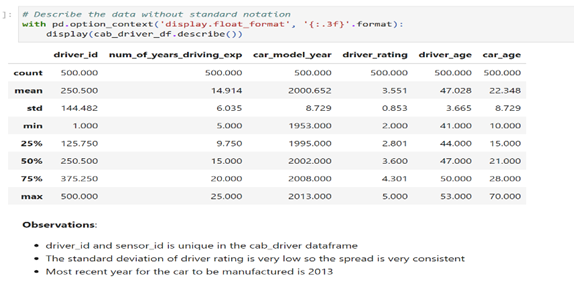 ]: # Describe the data without standard notation
with pd.option_context('display.float_format', '{:.3f}'.format):
display(cab_driver_df.describe())
driver_id num_of_years_driving_exp car_model_year driver_rating driver_age car_age
count 500.000 500.000 500.000 500.000 500.000 500.000
mean 250.500 14.914 2000.652 3.551 47.028 22.348
std 144.482 6.035 8.729 0.853 3.665 8.729
min 1.000 5.000 1953.000 2.000 41.000 10.000
25% 125.750 9.750 1995.000 2.801 44.000 15.000
50% 250.500 15.000 2002.000 3.600 47.000 21.000
75% 375.250 20.000 2008.000 4.301 50.000 28.000
max 500.000 25.000 2013.000 5.000 53.000 70.000
Observations:
• driver_id and sensor_id is unique in the cab_driver dataframe
• The standard deviation of driver rating is very low so the spread is very consistent
• Most recent year for the car to be manufactured is 2013